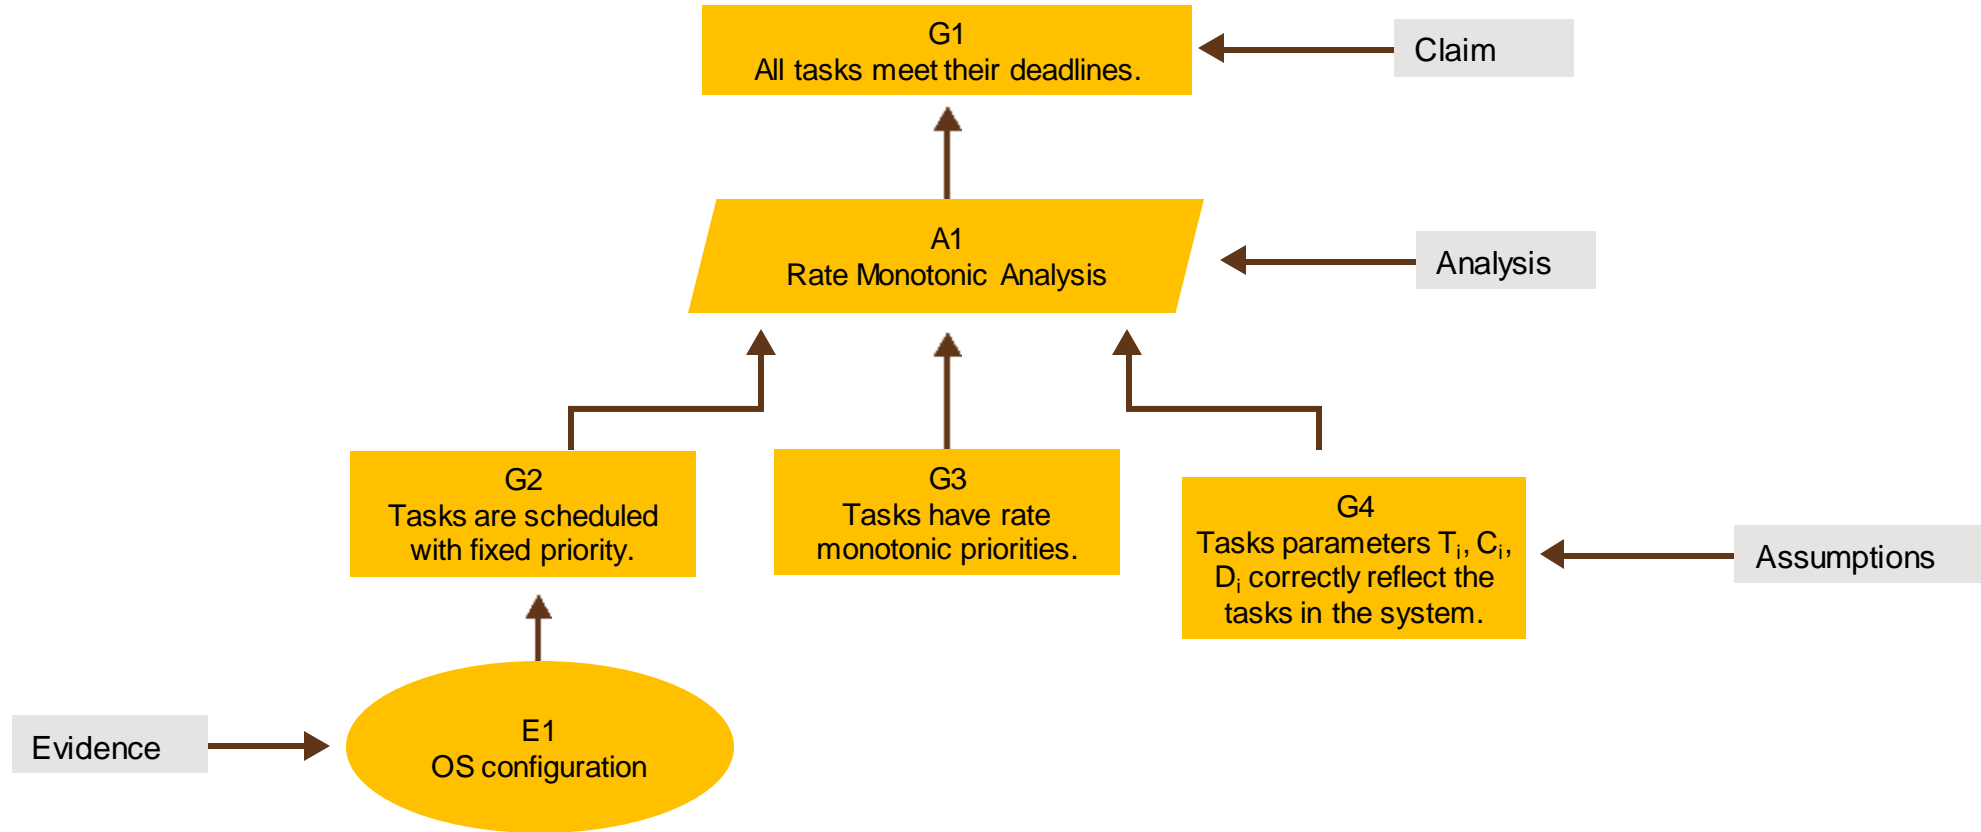 G1
All tasks meet their deadlines.
Claim
A1
Rate Monotonic Analysis
Analysis
G2
Tasks are scheduled
with fixed priority.
G3
Tasks have rate
monotonic priorities.
G4
Tasks parameters Ti, Ci,
Di correctly reflect the
tasks in the system.
Assumptions
Evidence
E1
OS configuration